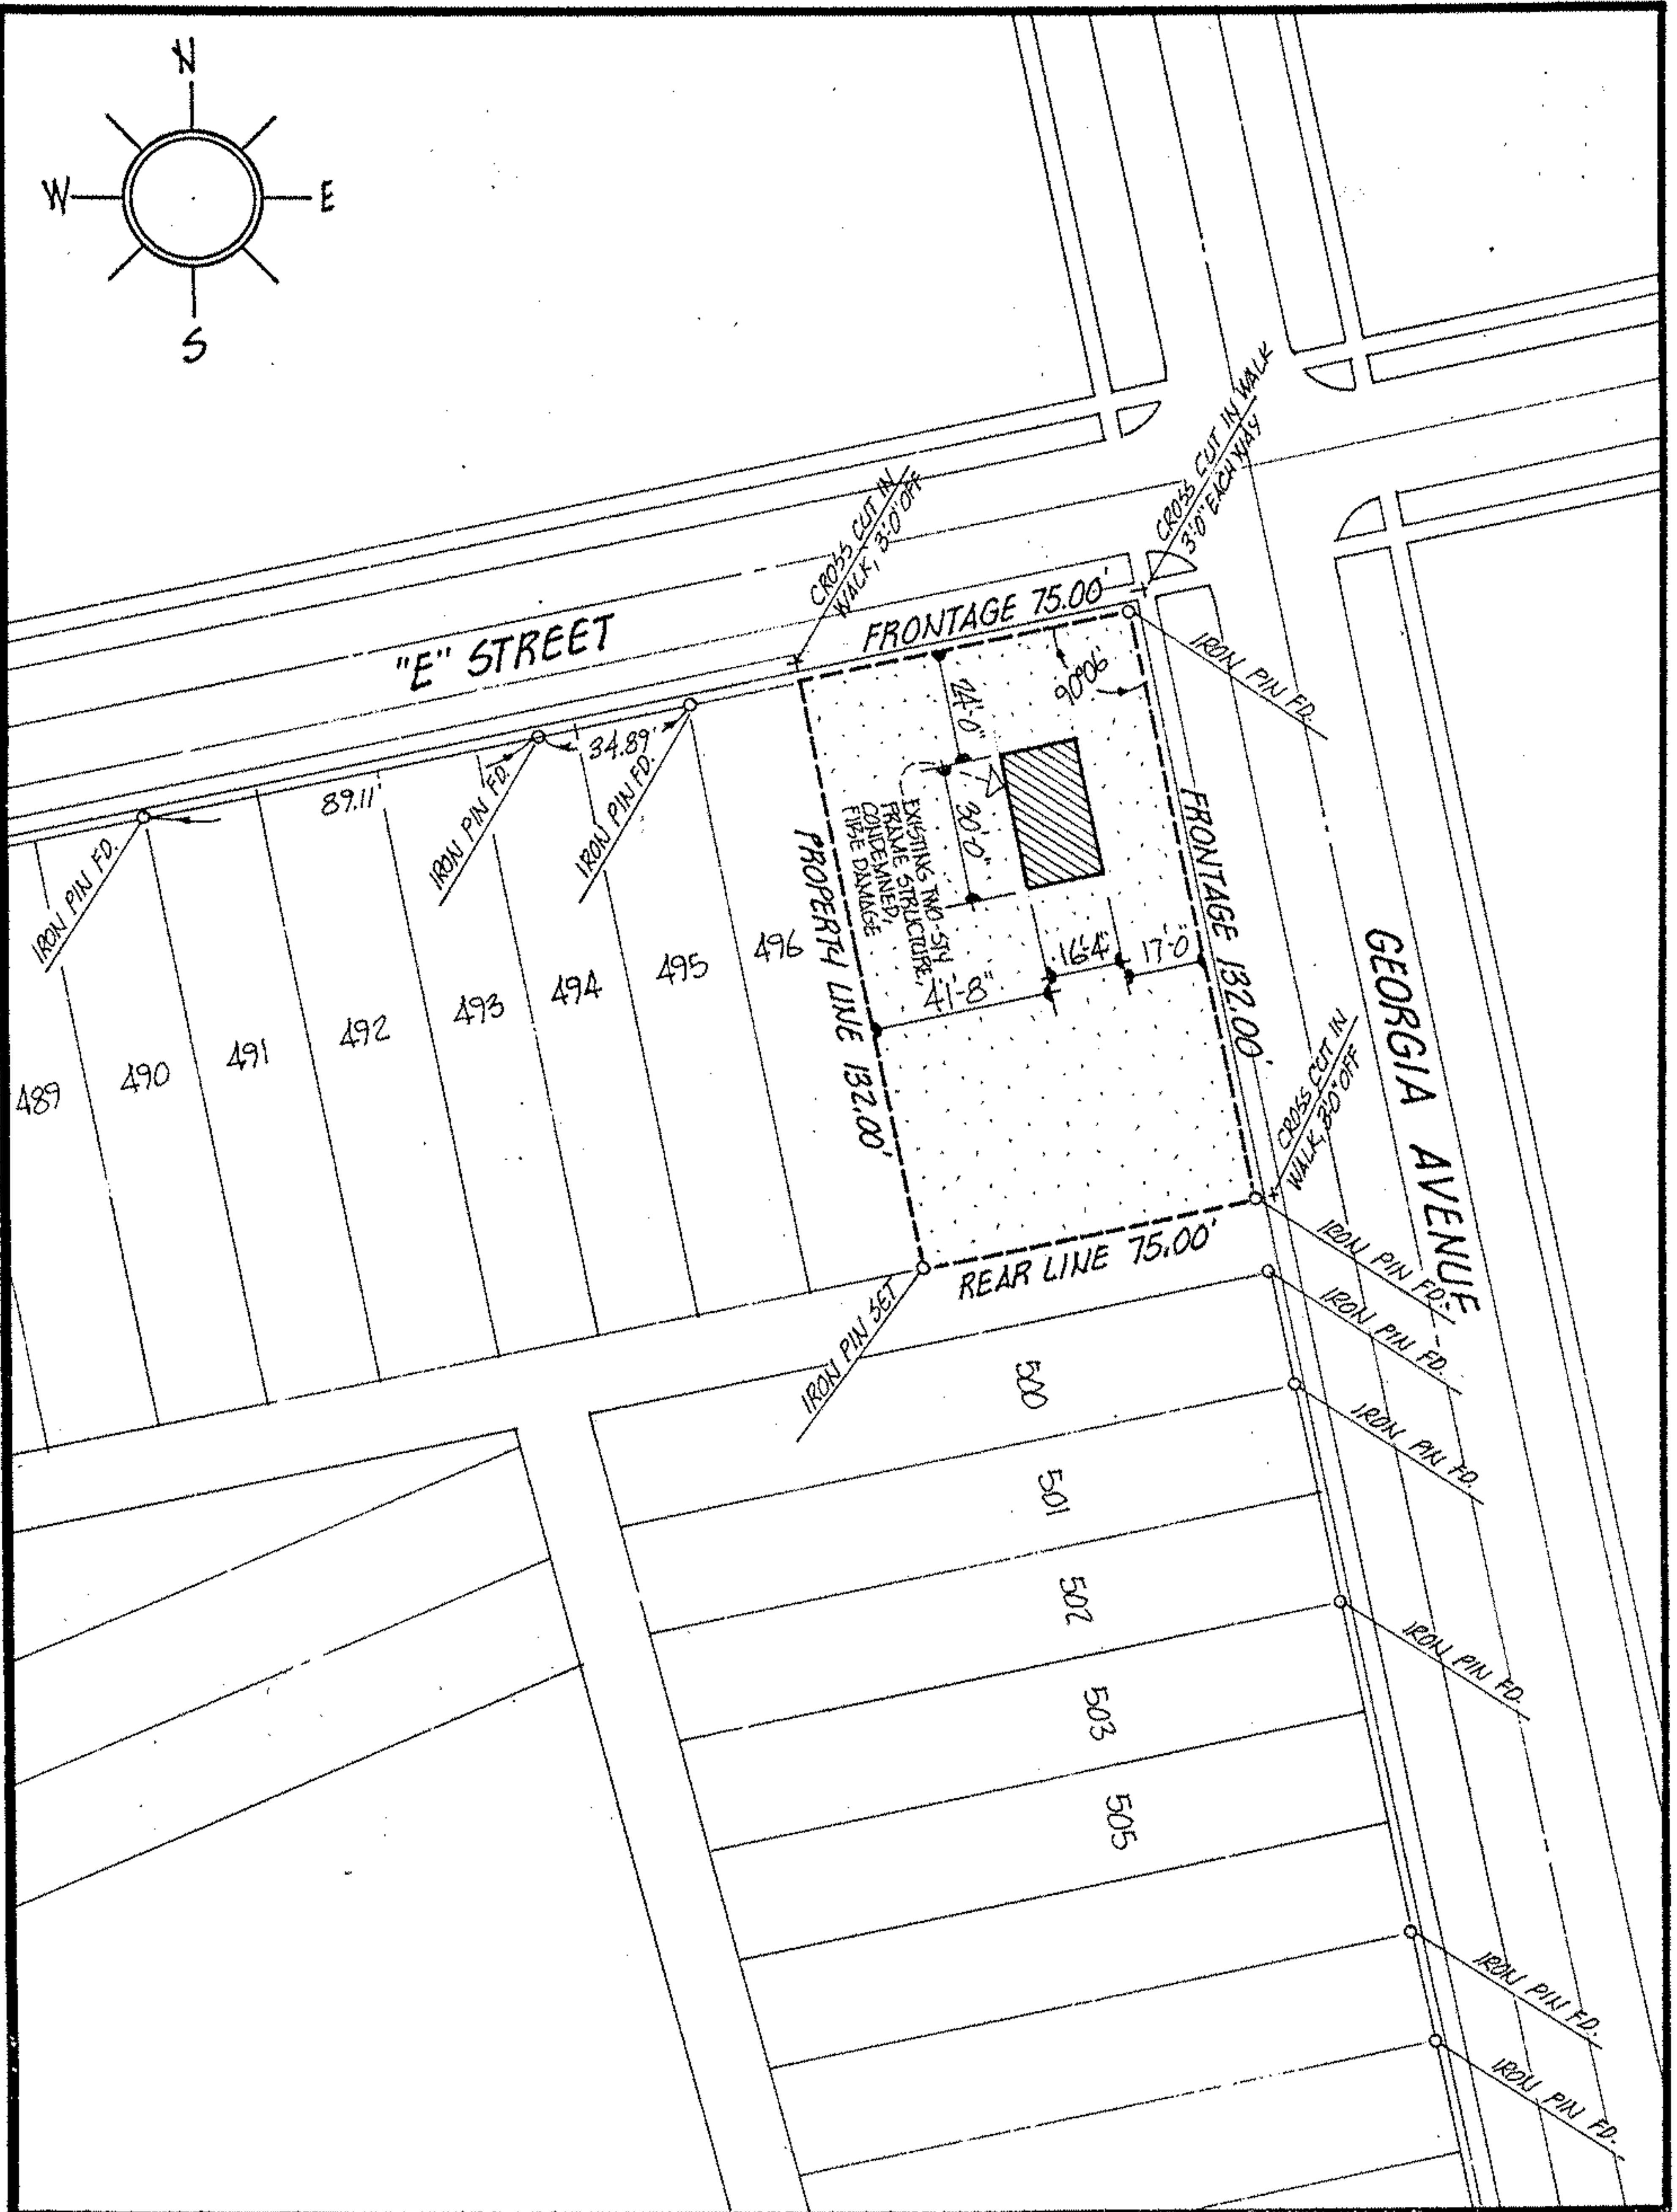 N
W
E
S
CROSS CUT IN WALK
3'-0" EACH WAY
CROSS CUT IN
WALK, 3'-0" OFF
"E" STREET
FRONTAGE 75.00'
IRON PIN FD.
90°06'
24'-0"
30'-0"
EXISTING TWO-STY
FRAME STRUCTURE,
CONDEMNED,
FIRE DAMAGE
FRONTAGE 132.00'
34.89'
89.11'
IRON PIN FD.
IRON PIN FD.
IRON PIN FD.
PROPERTY LINE 132.00'
16'-4"
17'-0"
41'-8"
GEORGIA AVENUE
489
490
491
492
493
494
495
496
CROSS CUT IN
WALK, 3'-0" OFF
REAR LINE 75.00'
IRON PIN SET
IRON PIN FD.
IRON PIN FD.
IRON PIN FD.
IRON PIN FD.
IRON PIN FD.
IRON PIN FD.
500
501
502
503
505